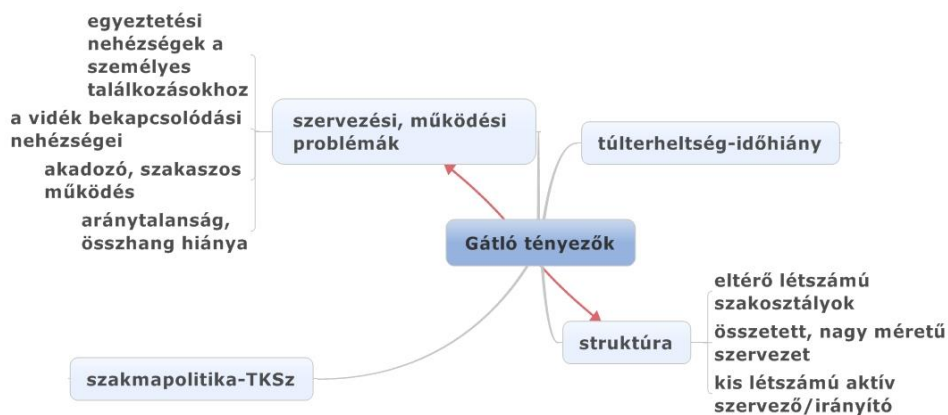 egyeztetési
nehézségek a
személyes
találkozásokhoz
a vidék bekapcsolódási
nehézségei
akadozó, szakaszos
működés
aránytalanság,
összhang hiánya
szervezési, működési
problémák
túlterheltség-időhiány
Gátló tényezők
struktúra
eltérő létszámú
szakosztályok
összetett, nagy méretű
szervezet
kis létszámú aktív
szervező/irányító
szakmapolitika-TKSz